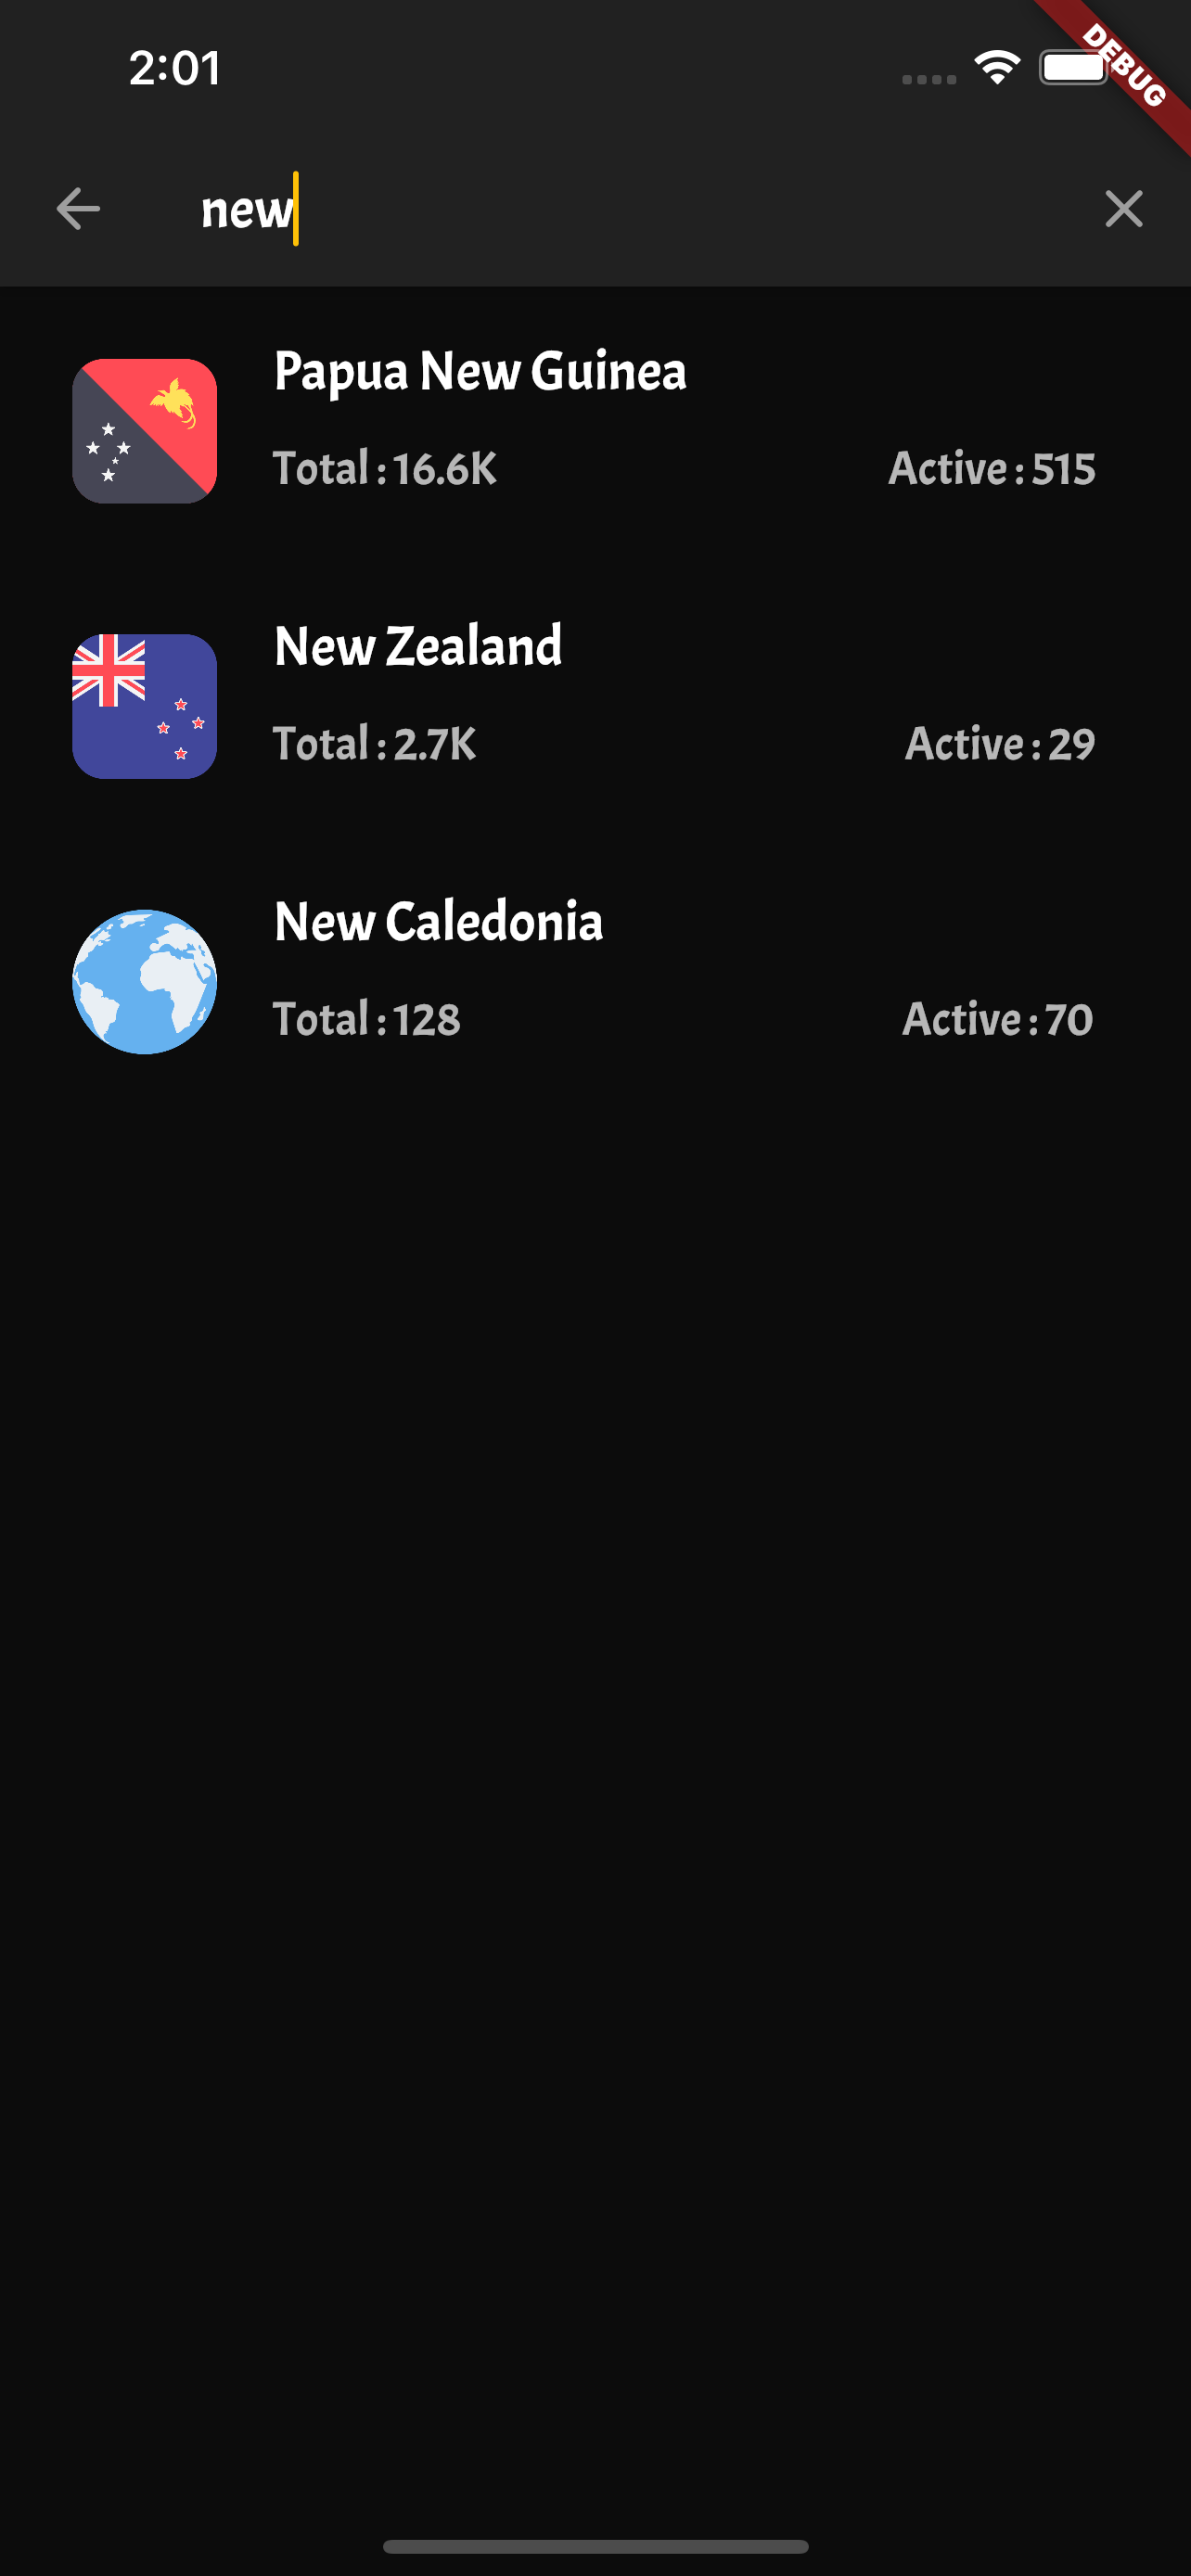 2:01
DEBUG
new
Papua New Guinea
Total : 16.6K Active : 515
New Zealand
Total : 2.7K Active : 29
New Caledonia
Total : 128 Active : 70